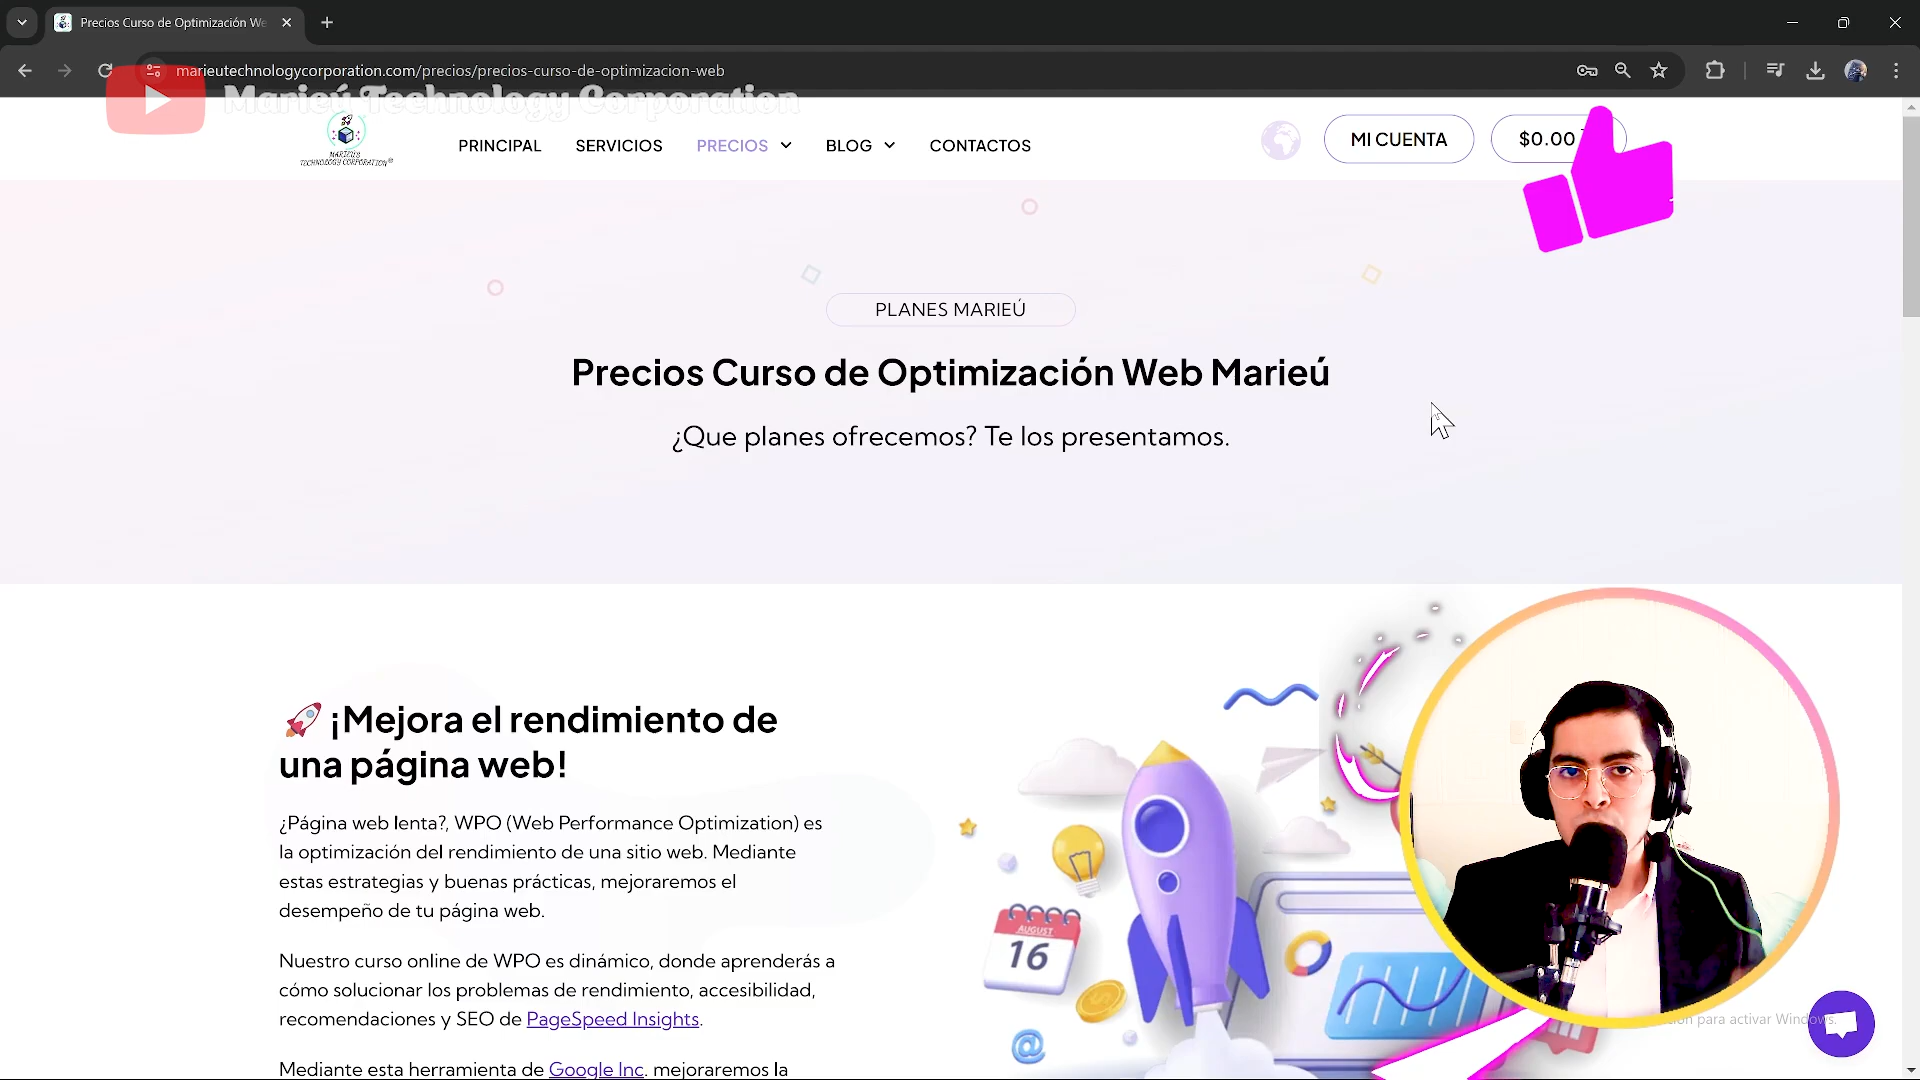 Precios Curso de Optimización We
marieutechnologycorporation.com/precios/precios-curso-de-optimizacion-web
Marieú Technology Corporation
MARIEÚ'S
TECHNOLOGY CORPORATION®
PRINCIPAL
SERVICIOS
PRECIOS
BLOG
CONTACTOS
MI CUENTA
$0.00
PLANES MARIEÚ
Precios Curso de Optimización Web Marieú
¿Que planes ofrecemos? Te los presentamos.
🚀 ¡Mejora el rendimiento de
una página web!
¿Página web lenta?, WPO (Web Performance Optimization) es
la optimización del rendimiento de una sitio web. Mediante
estas estrategias y buenas prácticas, mejoraremos el
desempeño de tu página web.
Nuestro curso online de WPO es dinámico, donde aprenderás a
cómo solucionar los problemas de rendimiento, accesibilidad,
recomendaciones y SEO de PageSpeed Insights.
Mediante esta herramienta de Google Inc. mejoraremos la
AUGUST
16
@
para activar Windows.